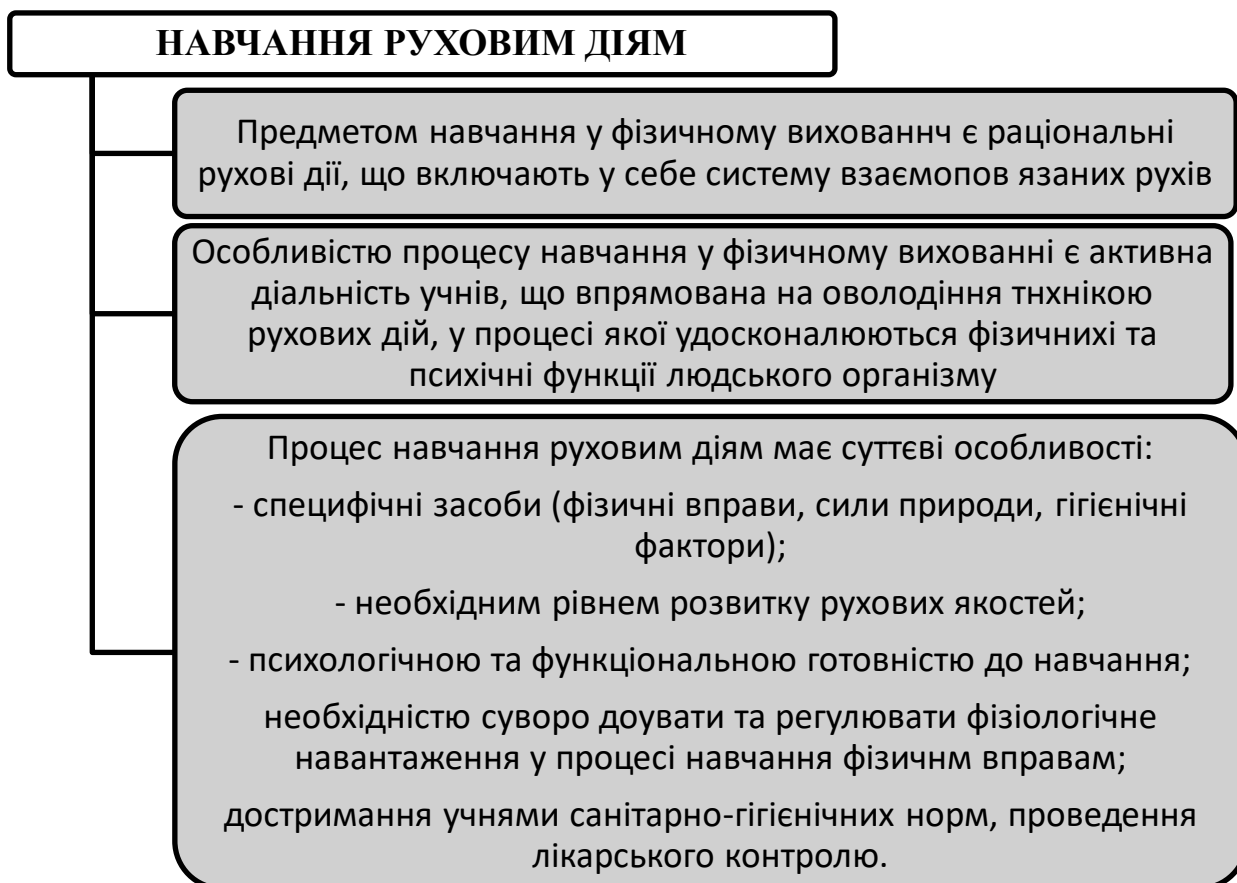 НАВЧАННЯ РУХОВИМ ДІЯМ
Предметом навчання у фізичному вихованнч є раціональні
рухові дії, що включають у себе систему взаємопов язаних рухів
Особливістю процесу навчання у фізичному вихованні є активна
діальність учнів, що впрямована на оволодіння тнхнікою
рухових дій, у процесі якої удосконалюються фізичнихі та
психічні функції людського організму
Процес навчання руховим діям має суттєві особливості:
- специфічні засоби (фізичні вправи, сили природи, гігієнічні
фактори);
- необхідним рівнем розвитку рухових якостей;
- психологічною та функціональною готовністю до навчання;
необхідністю суворо доувати та регулювати фізіологічне
навантаження у процесі навчання фізичнм вправам;
достримання учнями санітарно-гігієнічних норм, проведення
лікарського контролю.